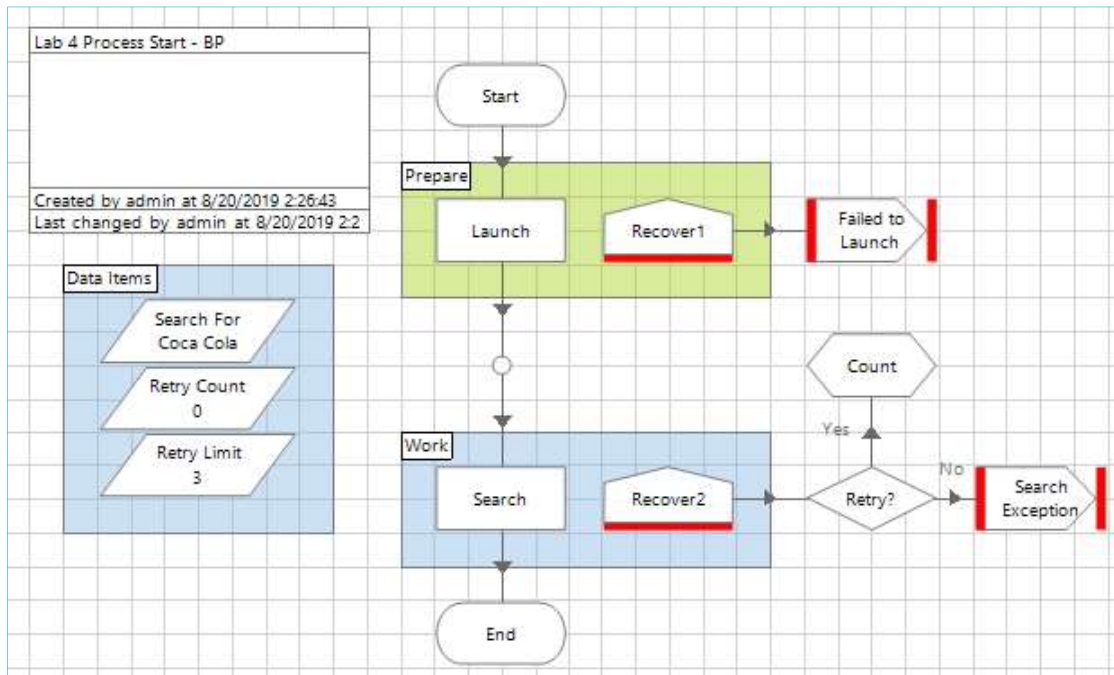 Lab 4 Process Start - BP
Created by admin at 8/20/2019 2:26:43
Last changed by admin at 8/20/2019 2:2
Start
Prepare
Launch
Recover1
Failed to
Launch
Data Items
Search For
Coca Cola
Retry Count
0
Retry Limit
3
Count
Yes
Work
Search
Recover2
Retry?
No
Search
Exception
End